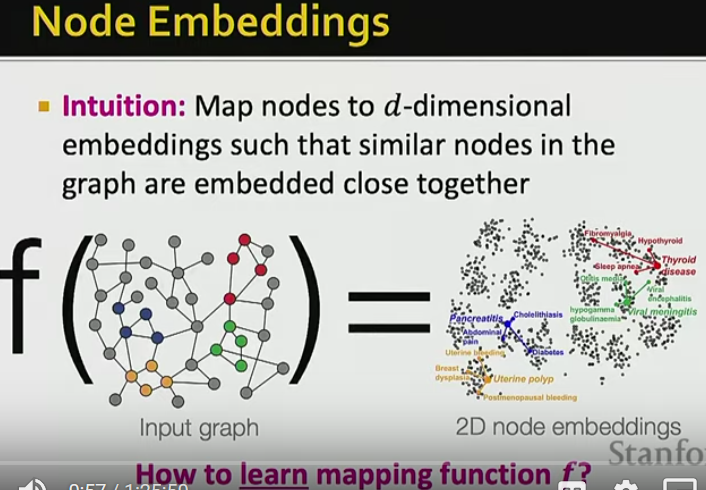 Node Embeddings
Intuition: Map nodes to d-dimensional
embeddings such that similar nodes in the
graph are embedded close together
f( ) =
Fibromyalgia
Hypothyroid
Sleep apnea
Thyroid
disease
Otitis media
Viral
encephalitis
hypogamma
globulinaemia
Viral meningitis
Pancreatitis
Cholelithiasis
Abdominal
pain
Diabetes
Uterine bleeding
Breast
dysplasia
Uterine polyp
Postmenopausal bleeding
Input graph
2D node embeddings
Stanfo
How to learn mapping function f?
0:57 / 1:25:59